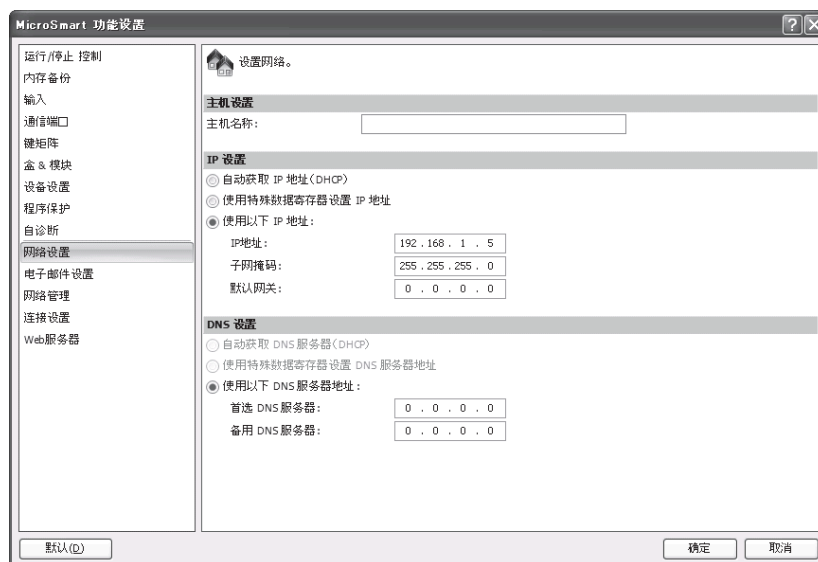 MicroSmart 功能设置
运行/停止 控制
内存备份
输入
通信端口
键矩阵
盒 & 模块
设备设置
程序保护
自诊断
网络设置
电子邮件设置
网络管理
连接设置
Web服务器
设置网络。
主机设置
主机名称:
IP 设置
自动获取 IP 地址(DHCP)
使用特殊数据寄存器设置 IP 地址
使用以下 IP 地址:
IP地址: 192 . 168 . 1 . 5
子网掩码: 255 . 255 . 255 . 0
默认网关: 0 . 0 . 0 . 0
DNS 设置
自动获取 DNS 服务器(DHCP)
使用特殊数据寄存器设置 DNS 服务器地址
使用以下 DNS 服务器地址:
首选 DNS 服务器: 0 . 0 . 0 . 0
备用 DNS 服务器: 0 . 0 . 0 . 0
默认(D) 确定 取消